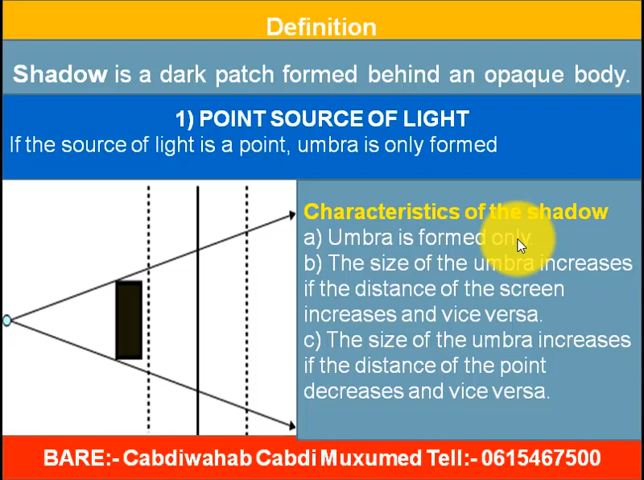 Definition
Shadow is a dark patch formed behind an opaque body.
1) POINT SOURCE OF LIGHT
If the source of light is a point, umbra is only formed
Characteristics of the shadow
a) Umbra is formed only.
b) The size of the umbra increases
if the distance of the screen
increases and vice versa.
c) The size of the umbra increases
if the distance of the point
decreases and vice versa.
BARE:- Cabdiwahab Cabdi Muxumed Tell:- 0615467500